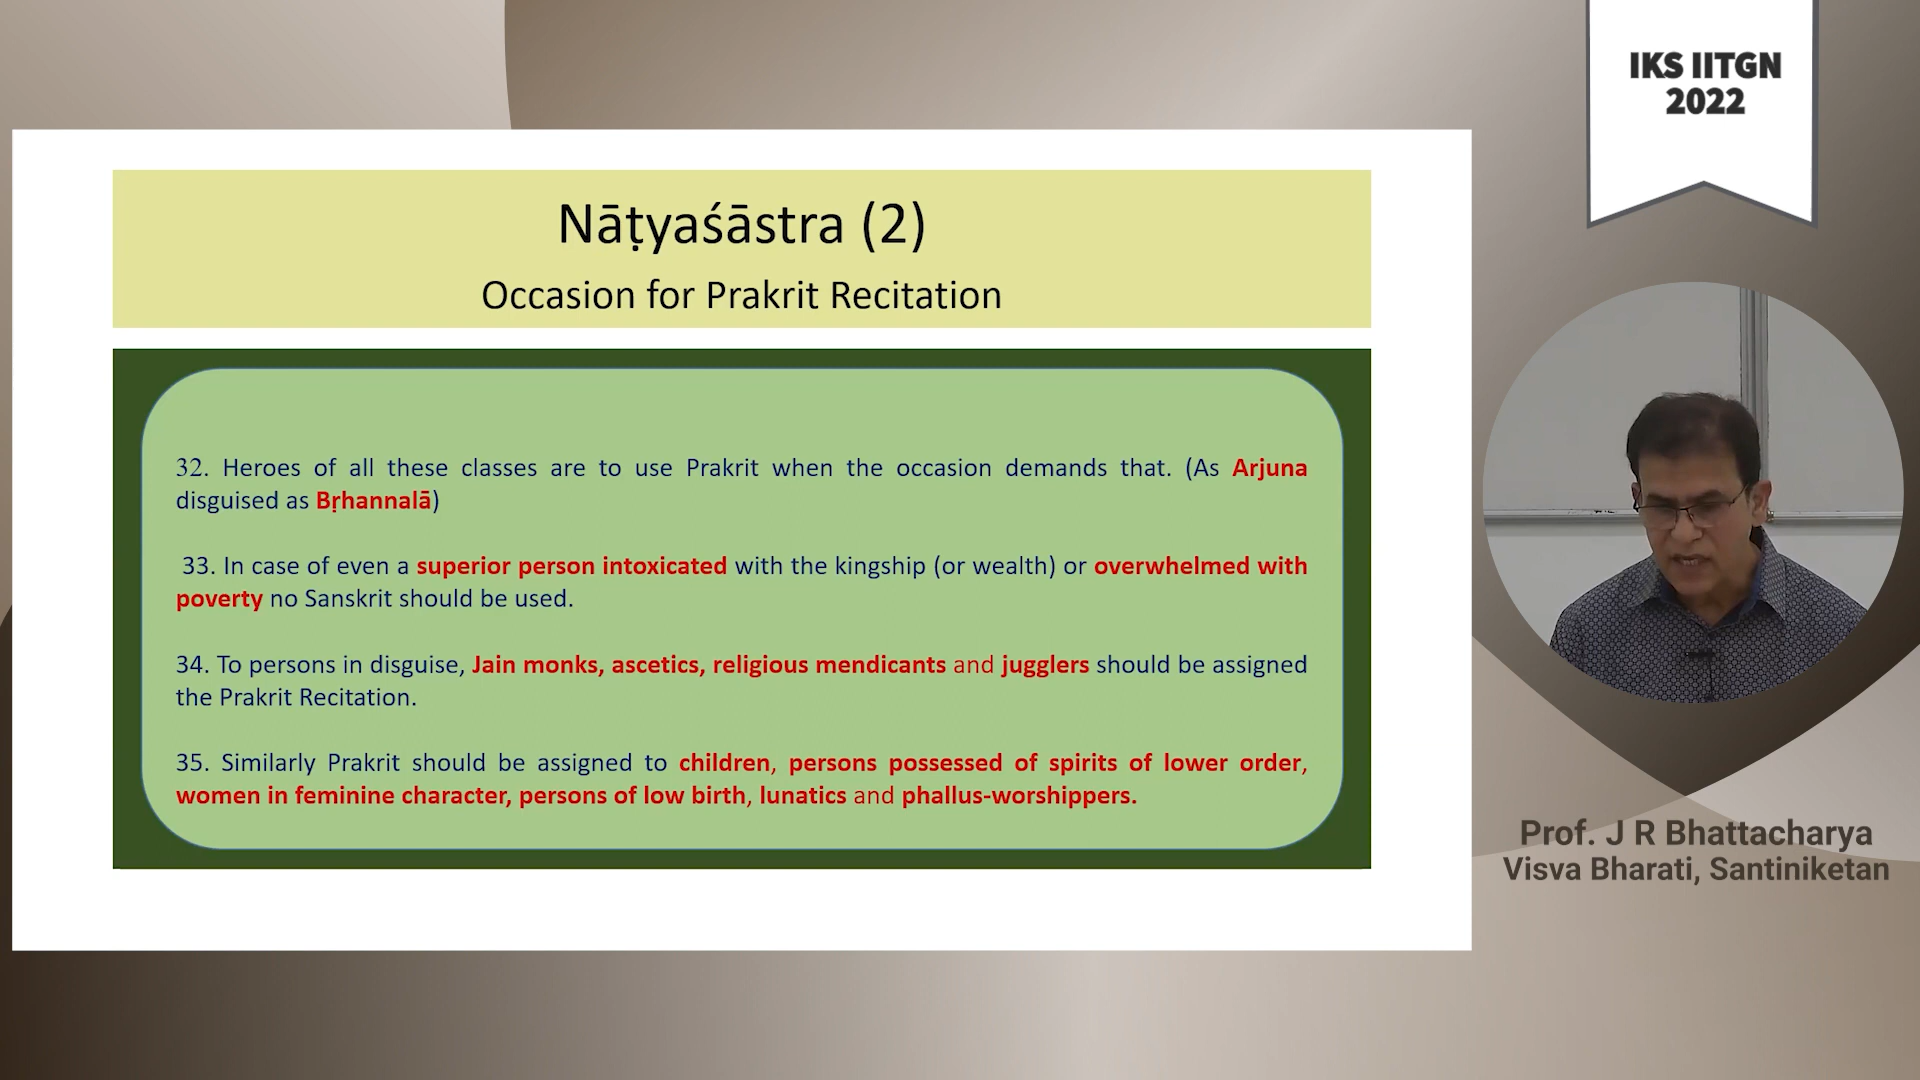 IKS IITGN
2022
Nāṭyaśāstra (2)
Occasion for Prakrit Recitation
32. Heroes of all these classes are to use Prakrit when the occasion demands that. (As Arjuna
disguised as Bṛhannalā)
33. In case of even a superior person intoxicated with the kingship (or wealth) or overwhelmed with
poverty no Sanskrit should be used.
34. To persons in disguise, Jain monks, ascetics, religious mendicants and jugglers should be assigned
the Prakrit Recitation.
35. Similarly Prakrit should be assigned to children, persons possessed of spirits of lower order,
women in feminine character, persons of low birth, lunatics and phallus-worshippers.
Prof. J R Bhattacharya
Visva Bharati, Santiniketan